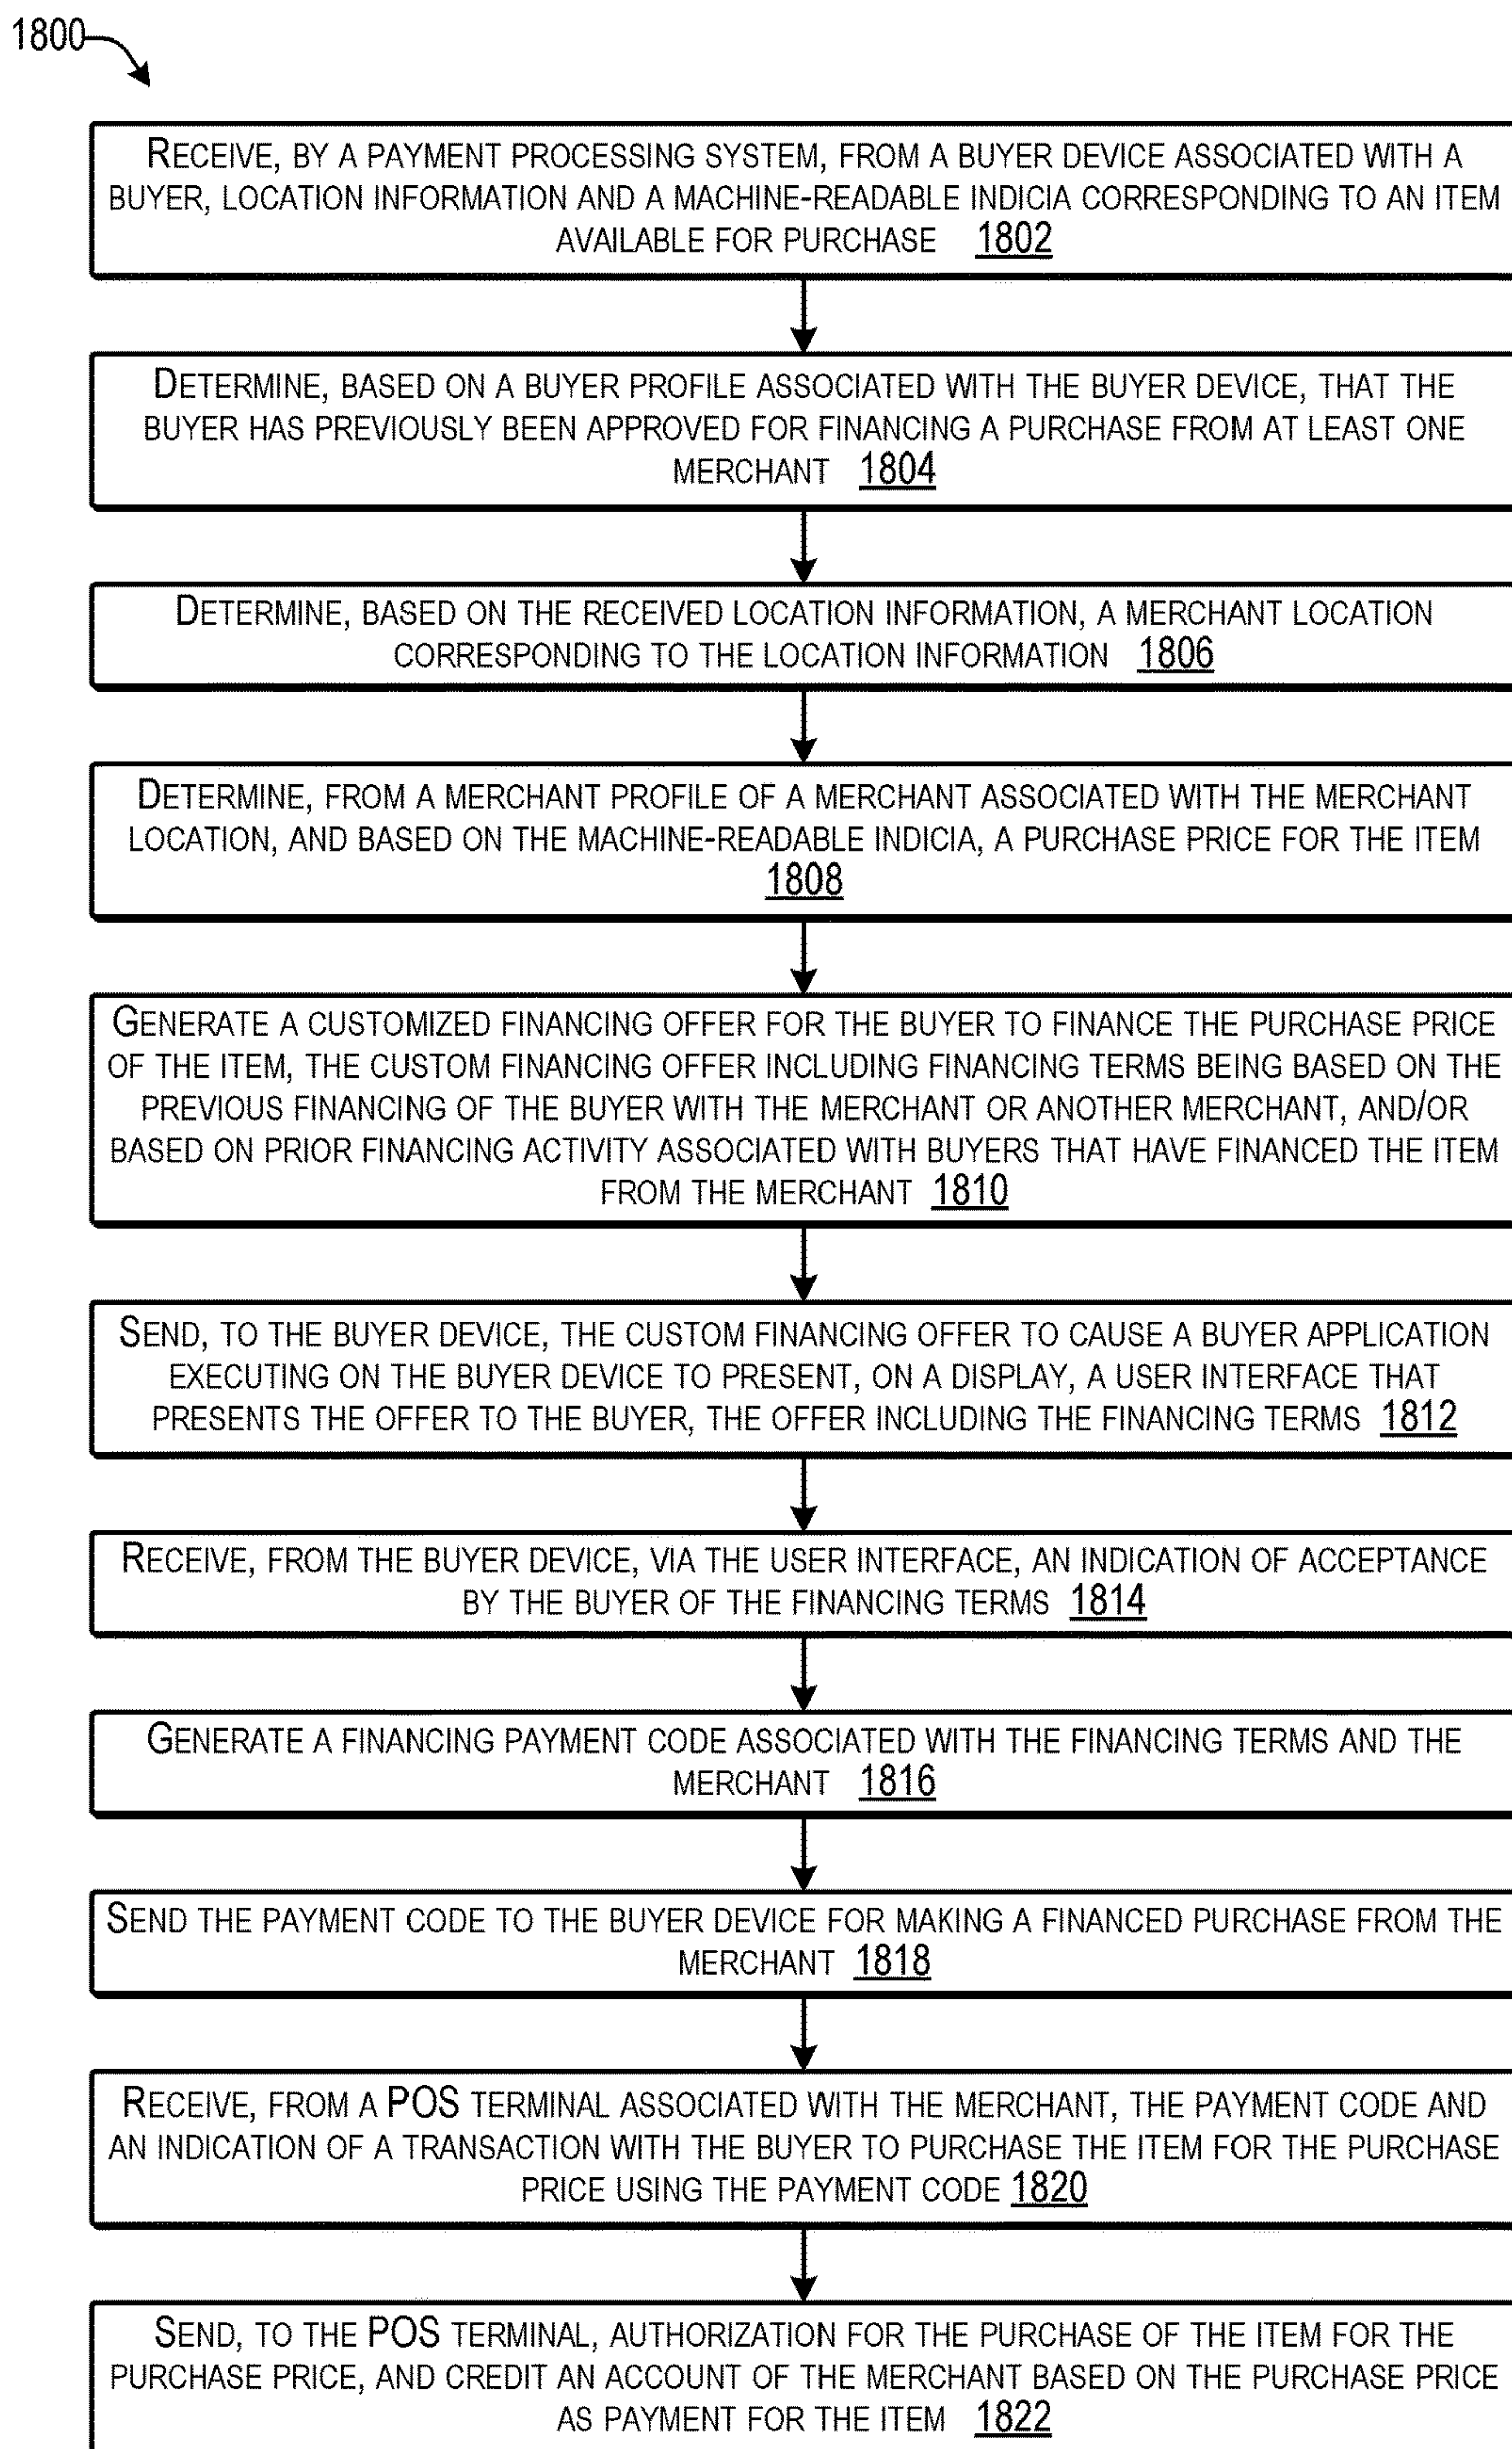 1800
RECEIVE, BY A PAYMENT PROCESSING SYSTEM, FROM A BUYER DEVICE ASSOCIATED WITH A
BUYER, LOCATION INFORMATION AND A MACHINE-READABLE INDICIA CORRESPONDING TO AN ITEM
AVAILABLE FOR PURCHASE 1802
DETERMINE, BASED ON A BUYER PROFILE ASSOCIATED WITH THE BUYER DEVICE, THAT THE
BUYER HAS PREVIOUSLY BEEN APPROVED FOR FINANCING A PURCHASE FROM AT LEAST ONE
MERCHANT 1804
DETERMINE, BASED ON THE RECEIVED LOCATION INFORMATION, A MERCHANT LOCATION
CORRESPONDING TO THE LOCATION INFORMATION 1806
DETERMINE, FROM A MERCHANT PROFILE OF A MERCHANT ASSOCIATED WITH THE MERCHANT
LOCATION, AND BASED ON THE MACHINE-READABLE INDICIA, A PURCHASE PRICE FOR THE ITEM
1808
GENERATE A CUSTOMIZED FINANCING OFFER FOR THE BUYER TO FINANCE THE PURCHASE PRICE
OF THE ITEM, THE CUSTOM FINANCING OFFER INCLUDING FINANCING TERMS BEING BASED ON THE
PREVIOUS FINANCING OF THE BUYER WITH THE MERCHANT OR ANOTHER MERCHANT, AND/OR
BASED ON PRIOR FINANCING ACTIVITY ASSOCIATED WITH BUYERS THAT HAVE FINANCED THE ITEM
FROM THE MERCHANT 1810
SEND, TO THE BUYER DEVICE, THE CUSTOM FINANCING OFFER TO CAUSE A BUYER APPLICATION
EXECUTING ON THE BUYER DEVICE TO PRESENT, ON A DISPLAY, A USER INTERFACE THAT
PRESENTS THE OFFER TO THE BUYER, THE OFFER INCLUDING THE FINANCING TERMS 1812
RECEIVE, FROM THE BUYER DEVICE, VIA THE USER INTERFACE, AN INDICATION OF ACCEPTANCE
BY THE BUYER OF THE FINANCING TERMS 1814
GENERATE A FINANCING PAYMENT CODE ASSOCIATED WITH THE FINANCING TERMS AND THE
MERCHANT 1816
SEND THE PAYMENT CODE TO THE BUYER DEVICE FOR MAKING A FINANCED PURCHASE FROM THE
MERCHANT 1818
RECEIVE, FROM A POS TERMINAL ASSOCIATED WITH THE MERCHANT, THE PAYMENT CODE AND
AN INDICATION OF A TRANSACTION WITH THE BUYER TO PURCHASE THE ITEM FOR THE PURCHASE
PRICE USING THE PAYMENT CODE 1820
SEND, TO THE POS TERMINAL, AUTHORIZATION FOR THE PURCHASE OF THE ITEM FOR THE
PURCHASE PRICE, AND CREDIT AN ACCOUNT OF THE MERCHANT BASED ON THE PURCHASE PRICE
AS PAYMENT FOR THE ITEM 1822